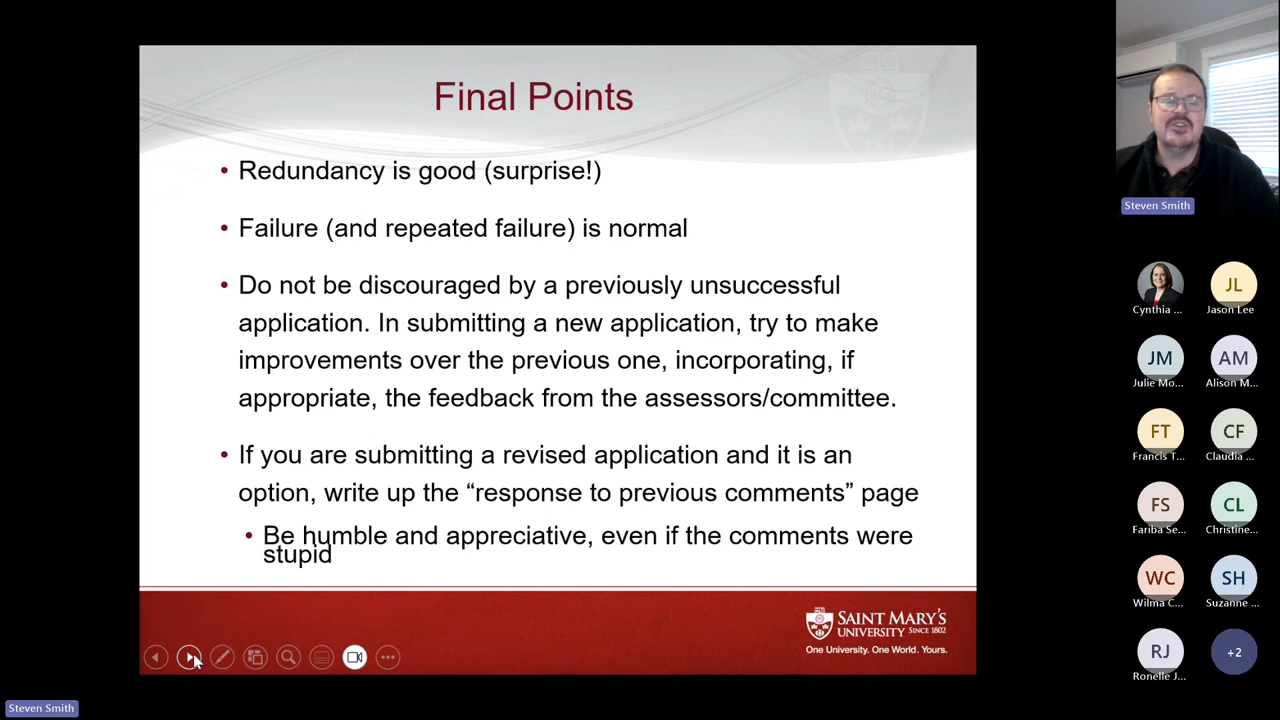 Final Points
• Redundancy is good (surprise!)
• Failure (and repeated failure) is normal
• Do not be discouraged by a previously unsuccessful
application. In submitting a new application, try to make
improvements over the previous one, incorporating, if
appropriate, the feedback from the assessors/committee.
• If you are submitting a revised application and it is an
option, write up the “response to previous comments” page
• Be humble and appreciative, even if the comments were
stupid
SAINT MARY'S
UNIVERSITY SINCE 1802
One University. One World. Yours.
Steven Smith
Steven Smith
Cynthia ...
JL
Jason Lee
JM
Julie Mo...
AM
Alison M...
FT
Francis T...
CF
Claudia ...
FS
Fariba Se...
CL
Christine...
WC
Wilma C...
SH
Suzanne ...
RJ
Ronelle J...
+2